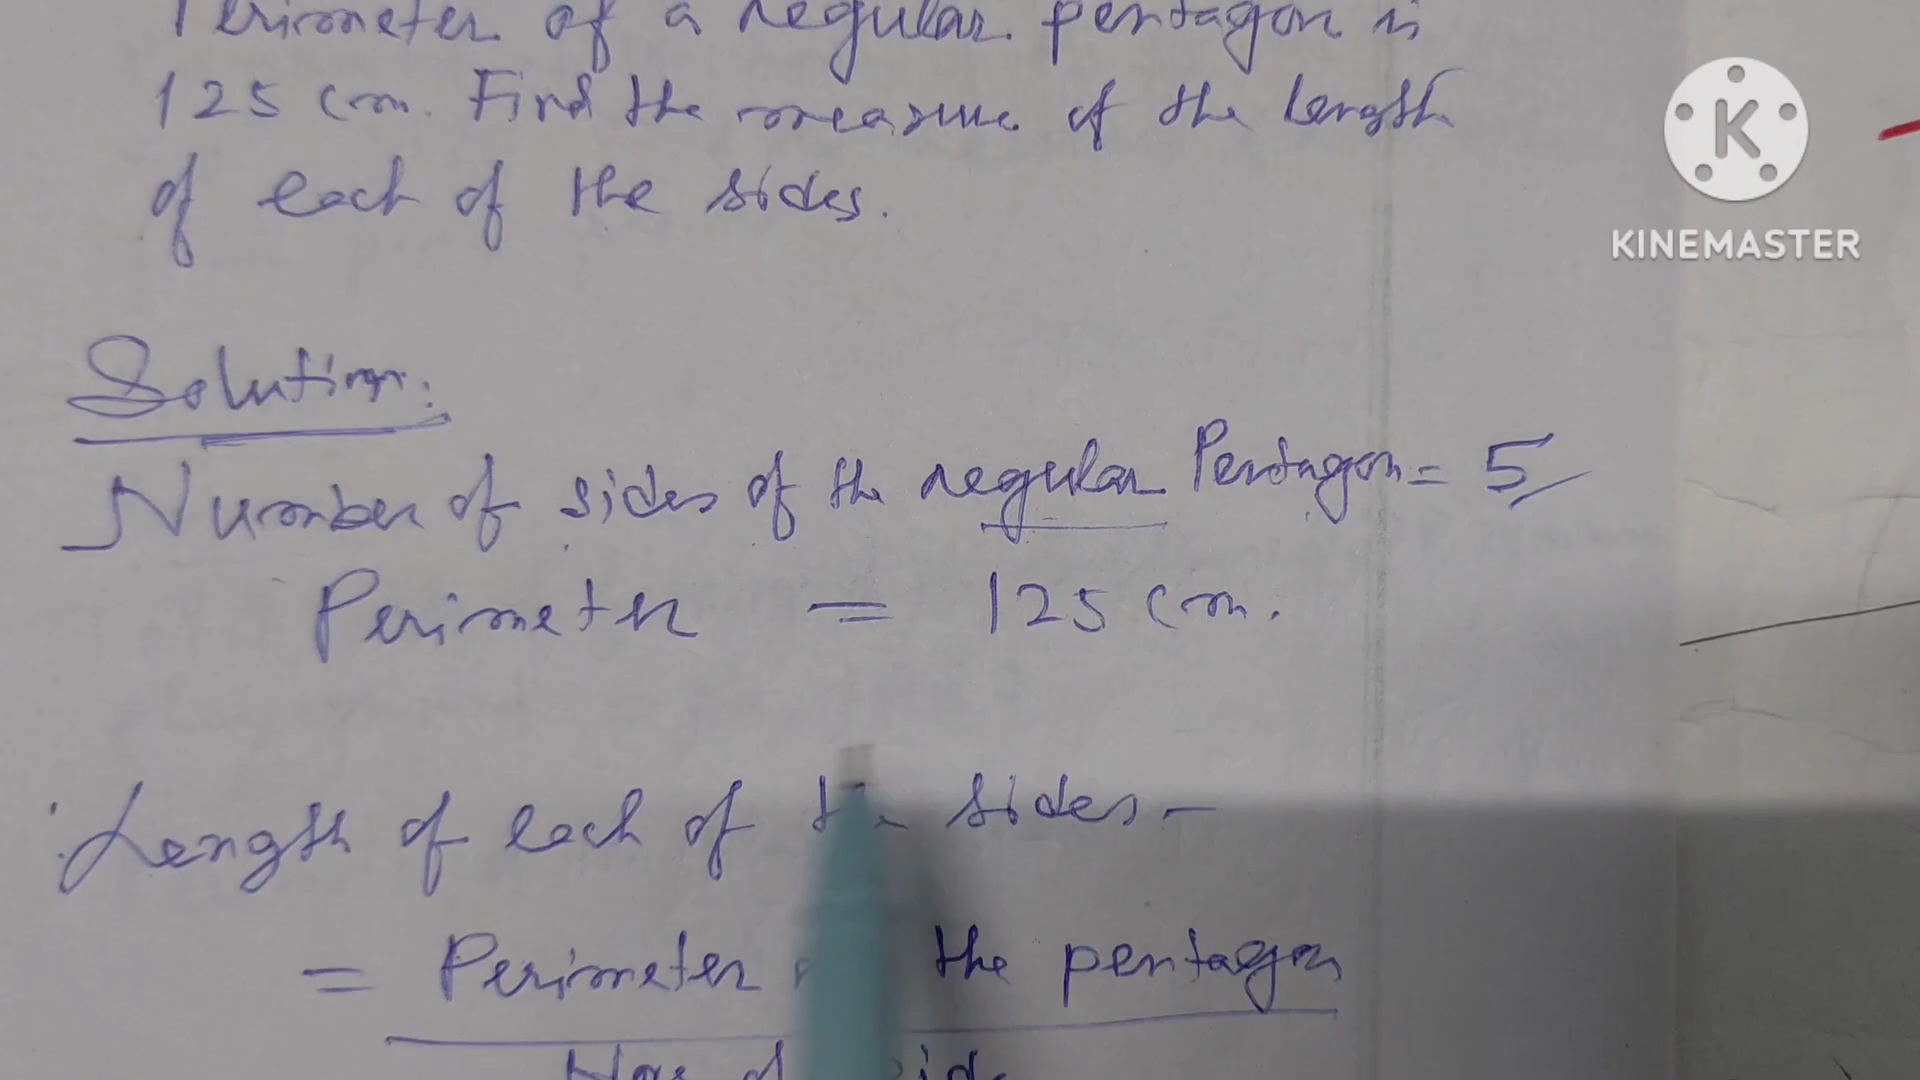 Perimeter of a regular pentagon is
125 cm. Find the measure of the length
of each of the sides.
K
KINEMASTER
Solution:
Number of sides of the regular Pentagon = 5
Perimeter = 125 cm.
Length of each of the sides -
= Perimeter the pentagon